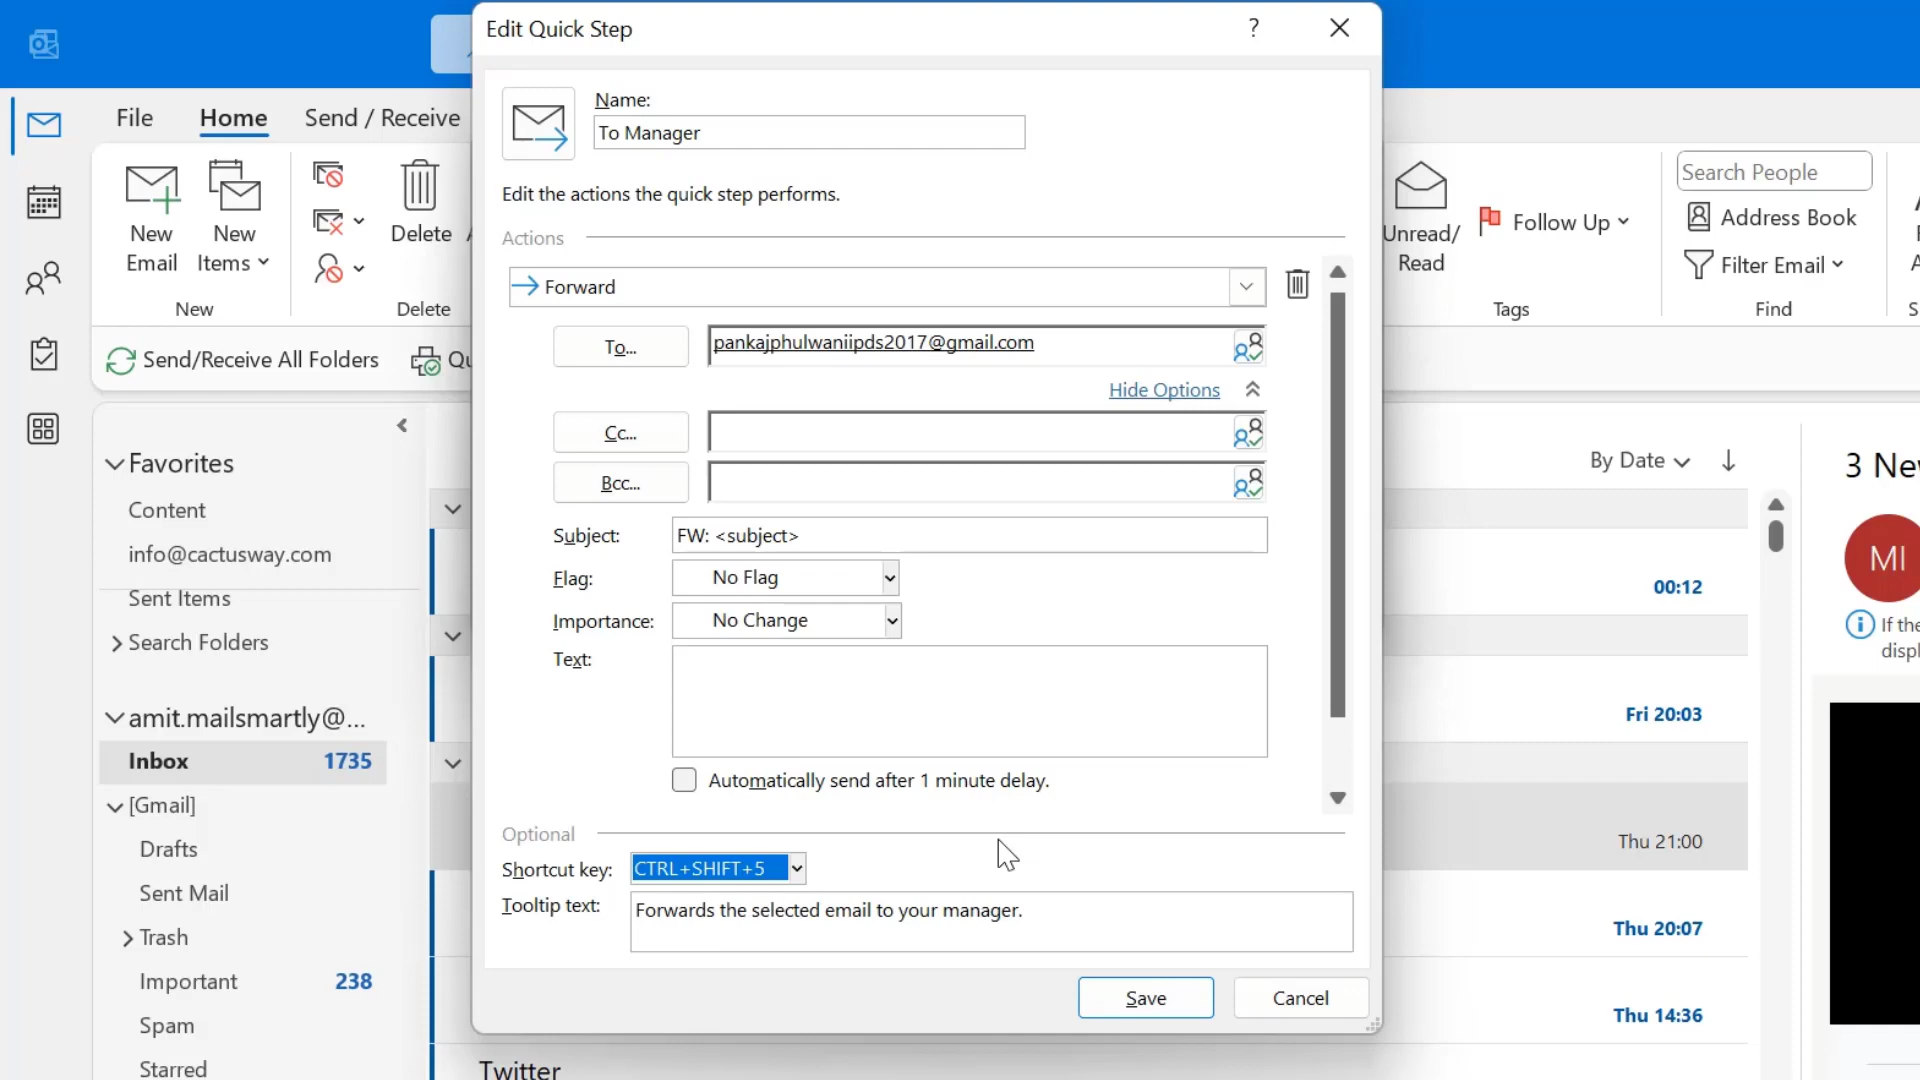 Edit Quick Step
?
Name:
To Manager
Edit the actions the quick step performs.
Actions
Forward
To...
pankajphulwaniipds2017@gmail.com
Hide Options
Cc...
Bcc...
Subject:
FW: <subject>
Flag:
No Flag
Importance:
No Change
Text:
Automatically send after 1 minute delay.
Optional
Shortcut key:
CTRL+SHIFT+5
Tooltip text:
Forwards the selected email to your manager.
Save
Cancel
File
Home
Send / Receive
New
Email
New
Items
New
Delete
Delete
Send/Receive All Folders
Unread/
Read
Follow Up
Tags
Search People
Address Book
Filter Email
Find
Favorites
Content
info@cactusway.com
Sent Items
Search Folders
amit.mailsmartly@...
Inbox 1735
[Gmail]
Drafts
Sent Mail
Trash
Important 238
Spam
Starred
By Date
00:12
Fri 20:03
Thu 21:00
Thu 20:07
Thu 14:36
Twitter
3 Ne
MI
If the
displ